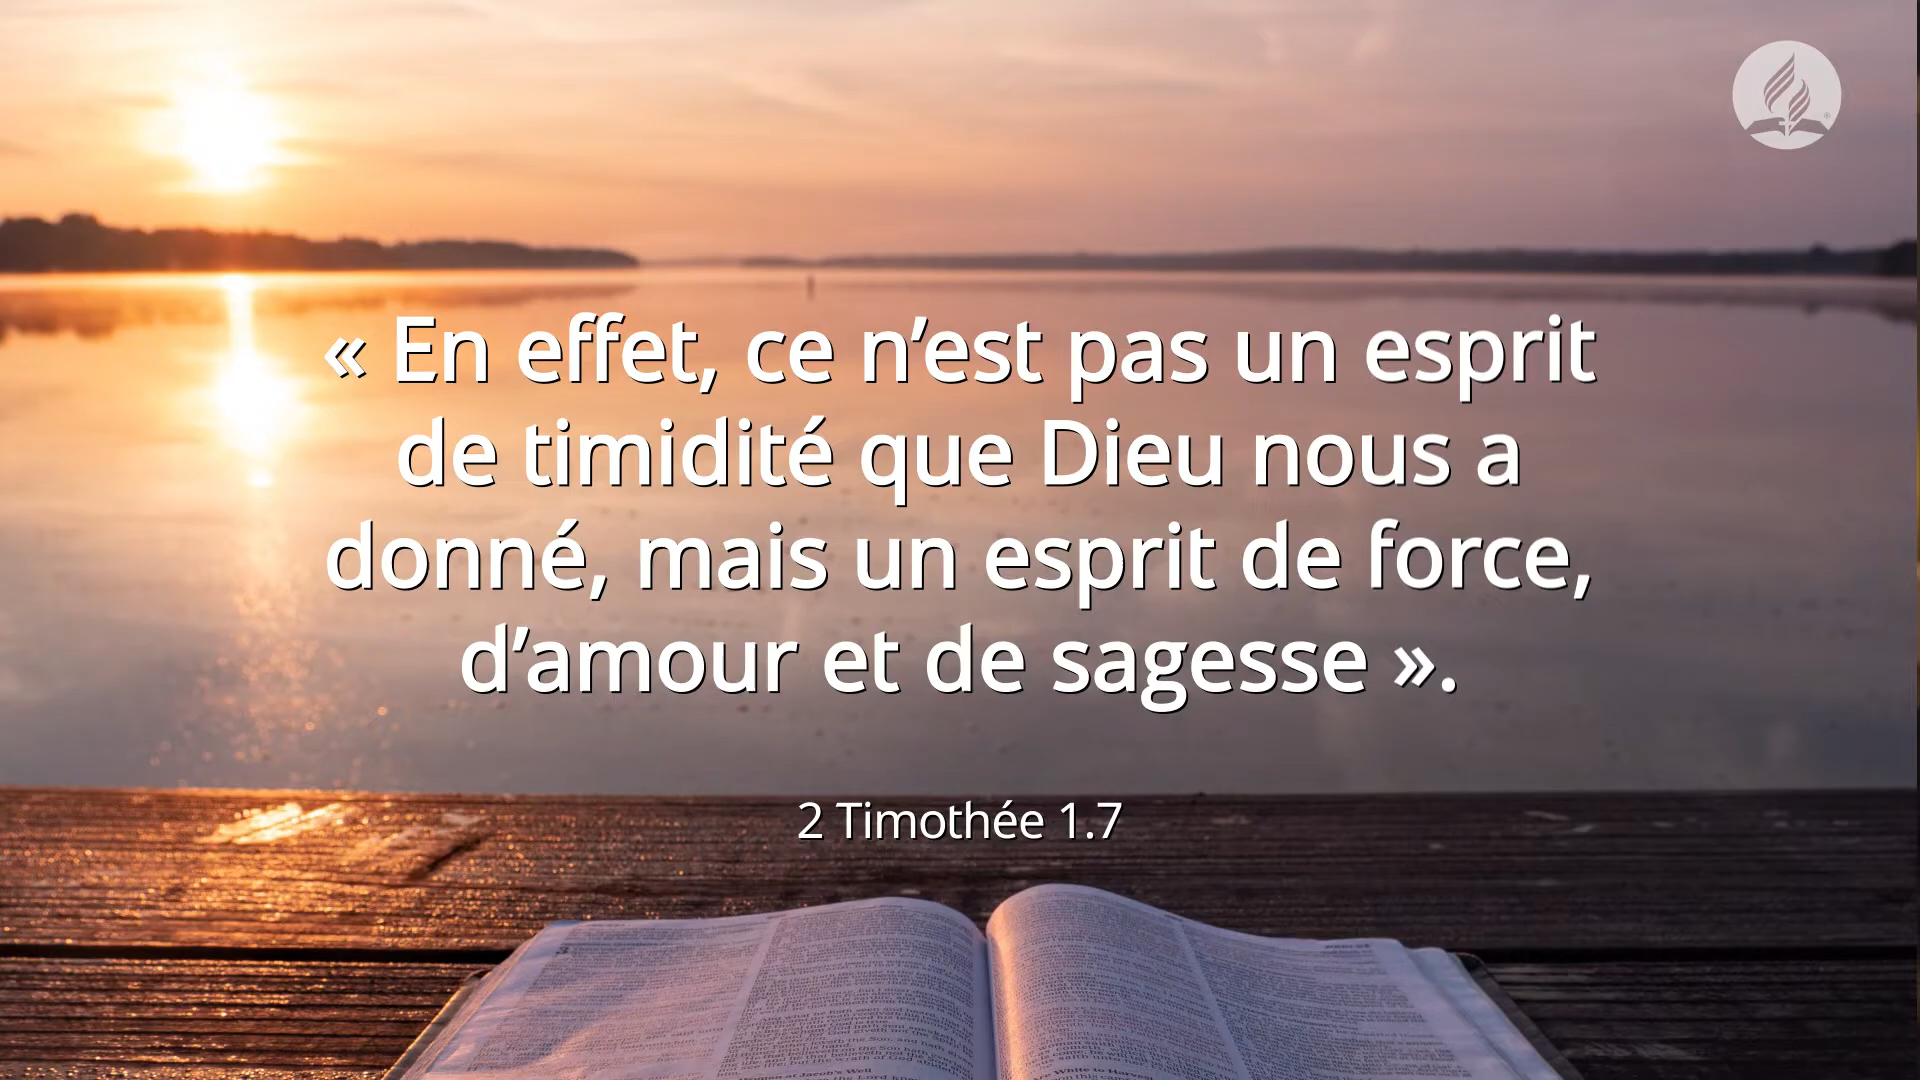 « En effet, ce n’est pas un esprit
de timidité que Dieu nous a
donné, mais un esprit de force,
d’amour et de sagesse ».
2 Timothée 1.7